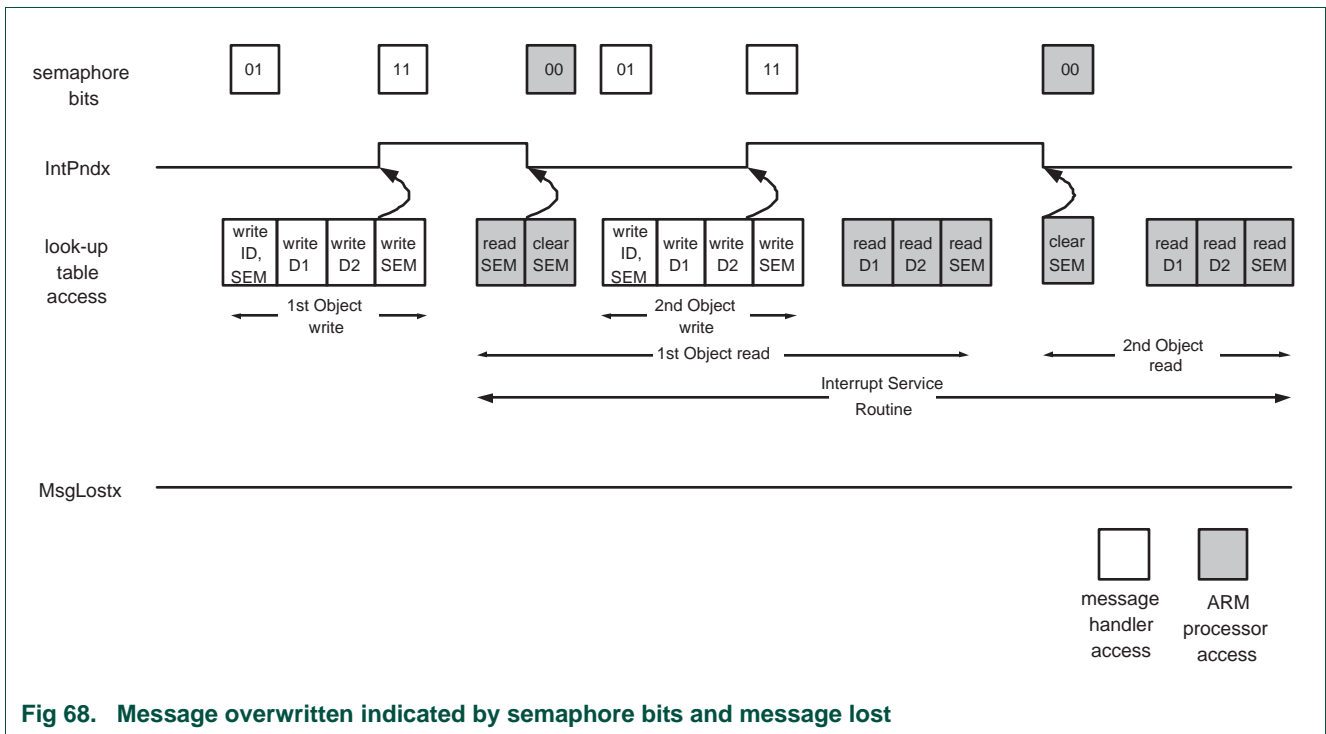 semaphore
bits
01
11
00
01
11
00
IntPndx
look-up
table
access
write
ID,
SEM
write
D1
write
D2
write
SEM
read
SEM
clear
SEM
write
ID,
SEM
write
D1
write
D2
write
SEM
read
D1
read
D2
read
SEM
clear
SEM
read
D1
read
D2
read
SEM
1st Object
write
2nd Object
write
1st Object read
2nd Object
read
Interrupt Service
Routine
MsgLostx
message
handler
access
ARM
processor
access
Fig 68. Message overwritten indicated by semaphore bits and message lost